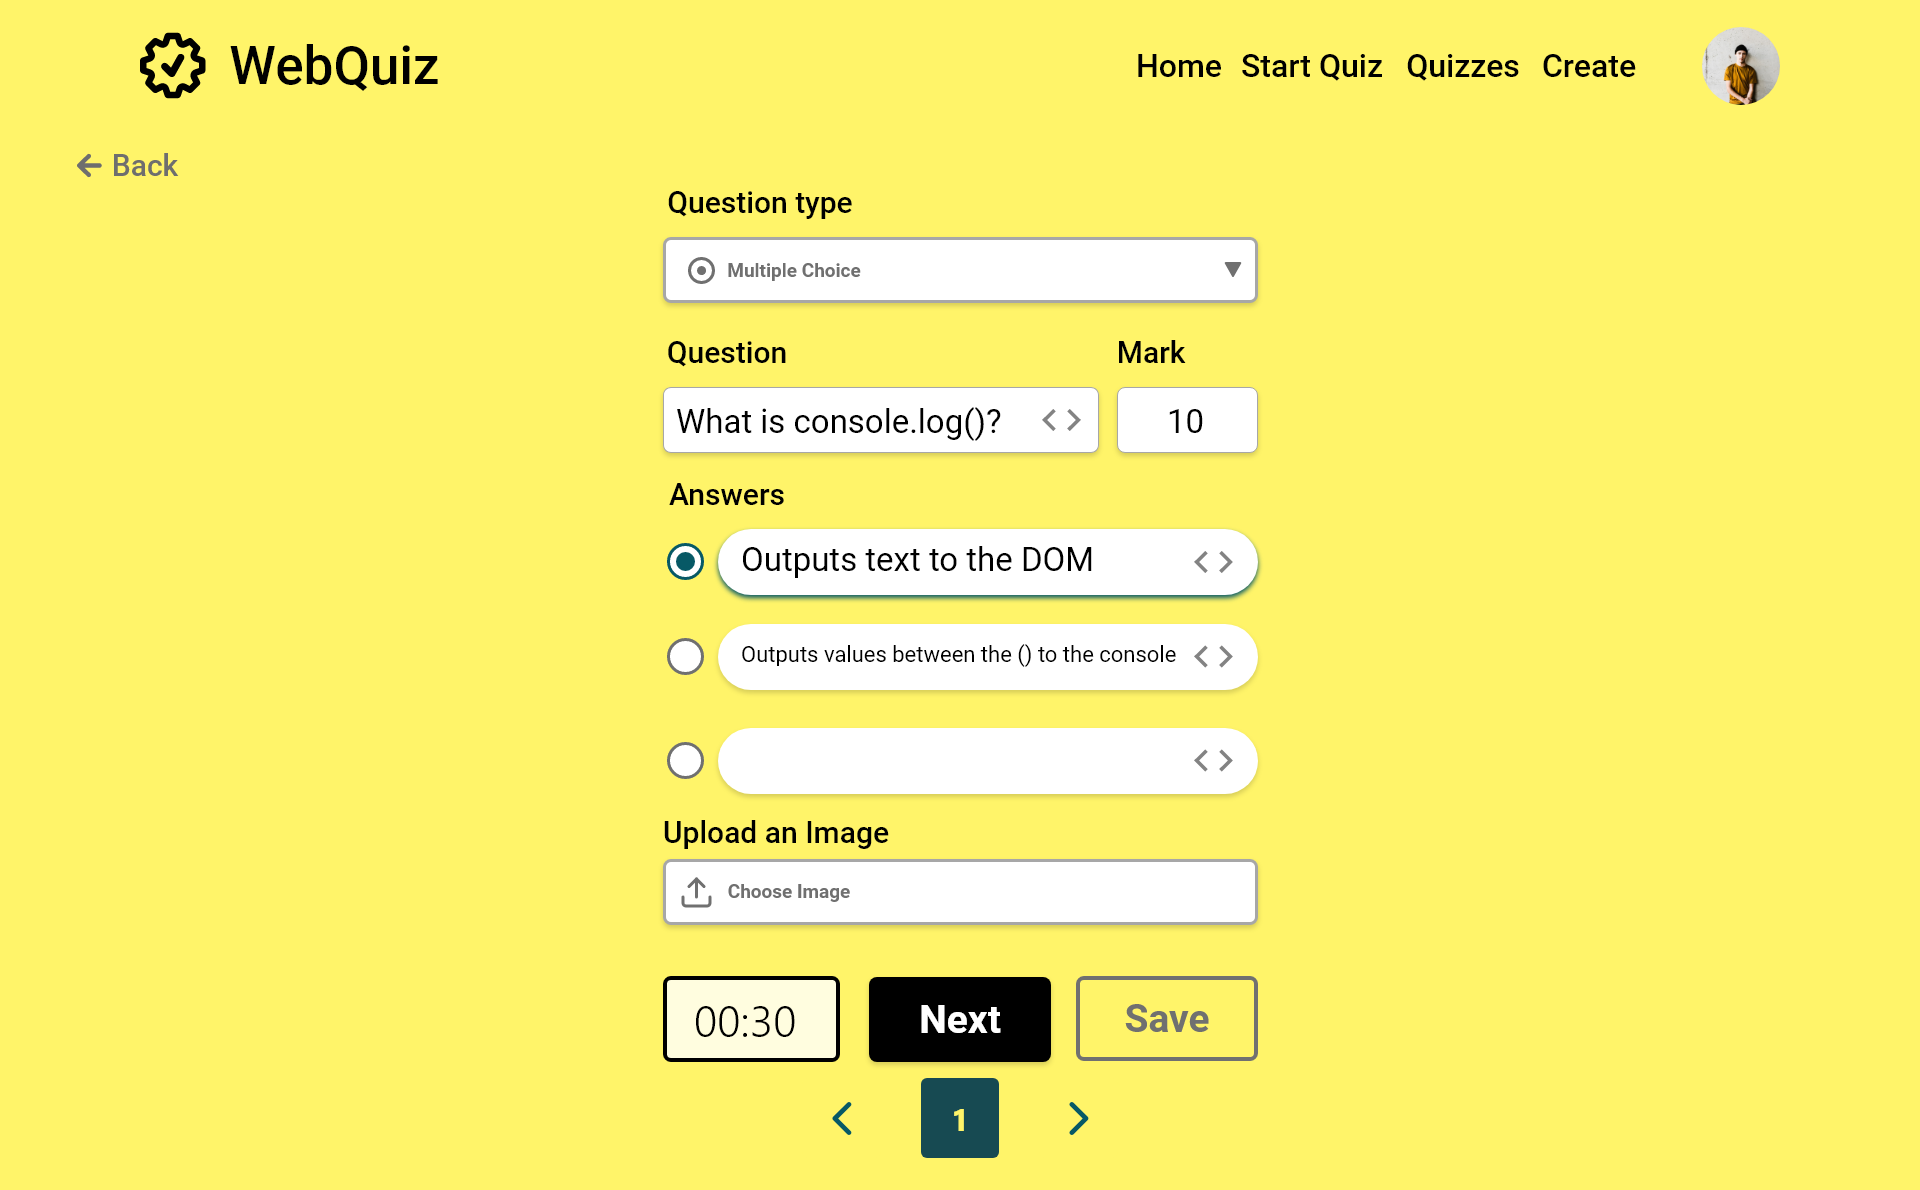 WebQuiz
Home Start Quiz Quizzes Create
Back
Question type
Multiple Choice
Question Mark
What is console.log()? < > 10
Answers
Outputs text to the DOM < >
Outputs values between the () to the console < >
< >
Upload an Image
Choose Image
00:30 Next Save
< 1 >